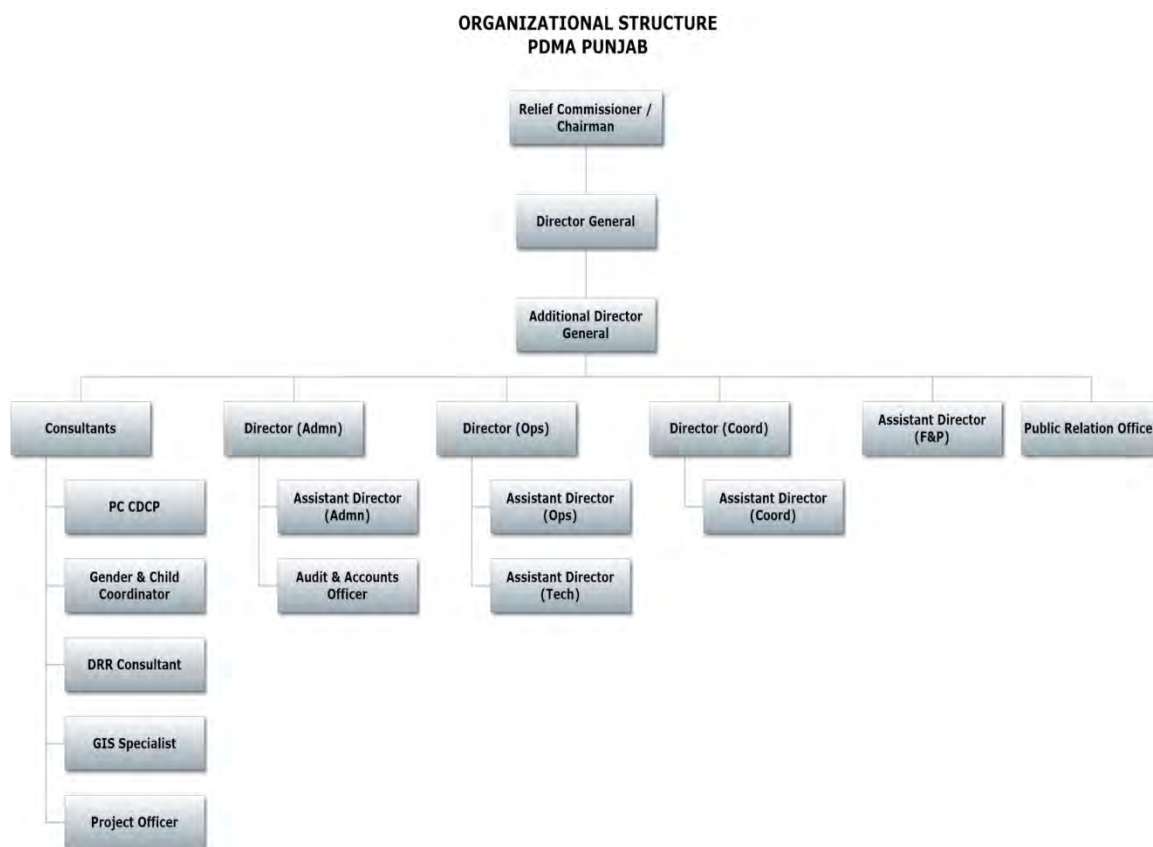 ORGANIZATIONAL STRUCTURE
PDMA PUNJAB
Relief Commissioner /
Chairman
Director General
Additional Director
General
Consultants
Director (Admn)
Director (Ops)
Director (Coord)
Assistant Director
(F&P)
Public Relation Officer
PC CDCP
Assistant Director
(Admn)
Assistant Director
(Ops)
Assistant Director
(Coord)
Gender & Child
Coordinator
Audit & Accounts
Officer
Assistant Director
(Tech)
DRR Consultant
GIS Specialist
Project Officer